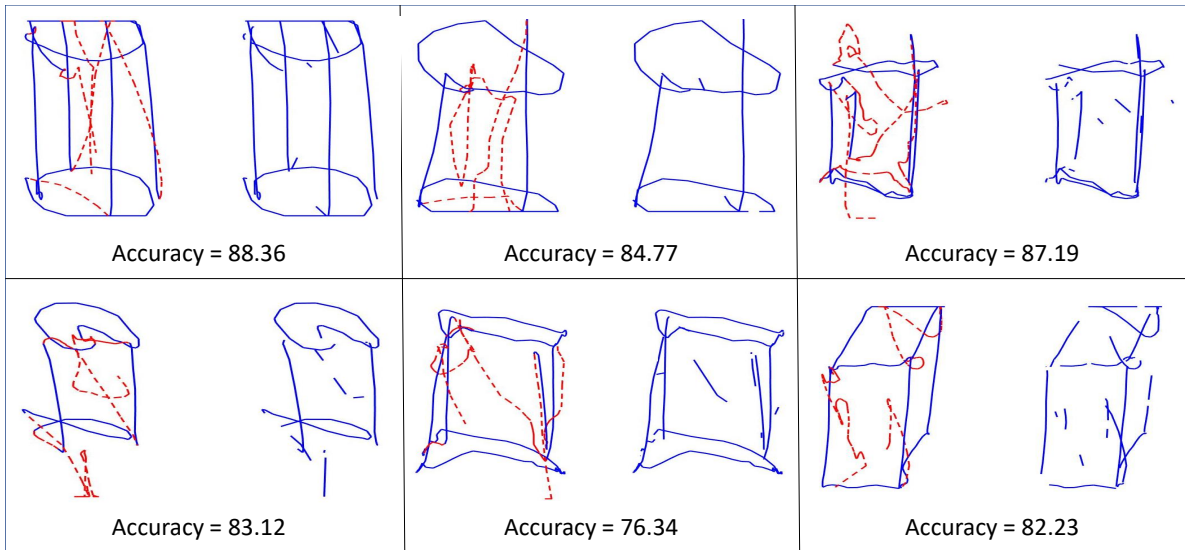 Accuracy = 88.36
Accuracy = 84.77
Accuracy = 87.19
Accuracy = 83.12
Accuracy = 76.34
Accuracy = 82.23